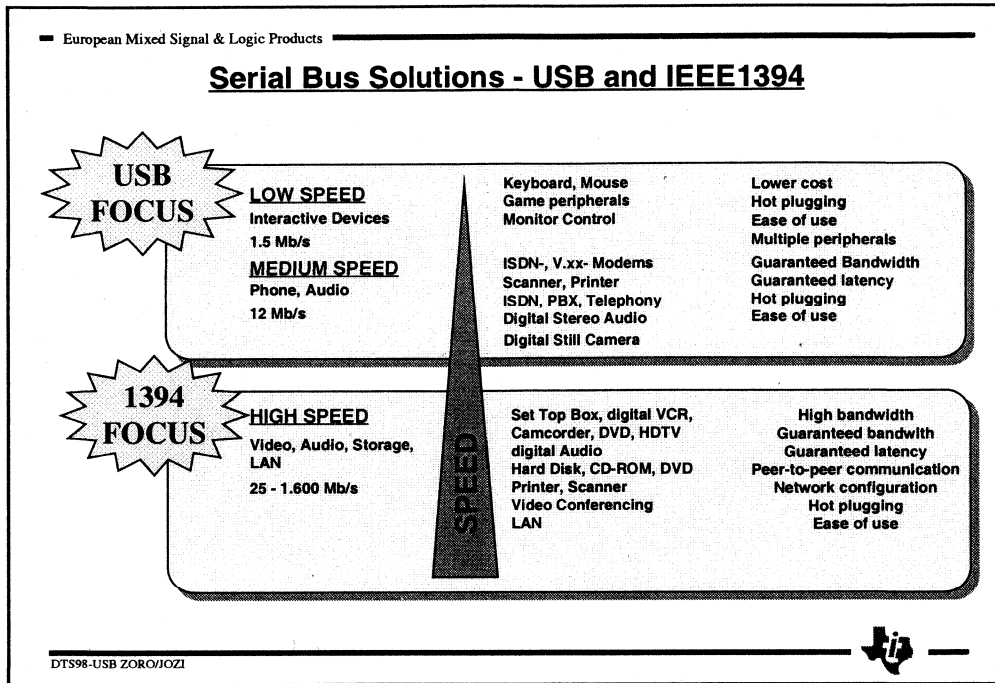 European Mixed Signal & Logic Products
Serial Bus Solutions - USB and IEEE1394
USB
FOCUS
LOW SPEED
Interactive Devices
1.5 Mb/s
MEDIUM SPEED
Phone, Audio
12 Mb/s
Keyboard, Mouse
Game peripherals
Monitor Control
ISDN-, V.xx- Modems
Scanner, Printer
ISDN, PBX, Telephony
Digital Stereo Audio
Digital Still Camera
Lower cost
Hot plugging
Ease of use
Multiple peripherals
Guaranteed Bandwidth
Guaranteed latency
Hot plugging
Ease of use
1394
FOCUS
HIGH SPEED
Video, Audio, Storage,
LAN
25 - 1.600 Mb/s
SPEED
Set Top Box, digital VCR,
Camcorder, DVD, HDTV
digital Audio
Hard Disk, CD-ROM, DVD
Printer, Scanner
Video Conferencing
LAN
High bandwidth
Guaranteed bandwith
Guaranteed latency
Peer-to-peer communication
Network configuration
Hot plugging
Ease of use
DTS98-USB ZORO/JOZI
ti